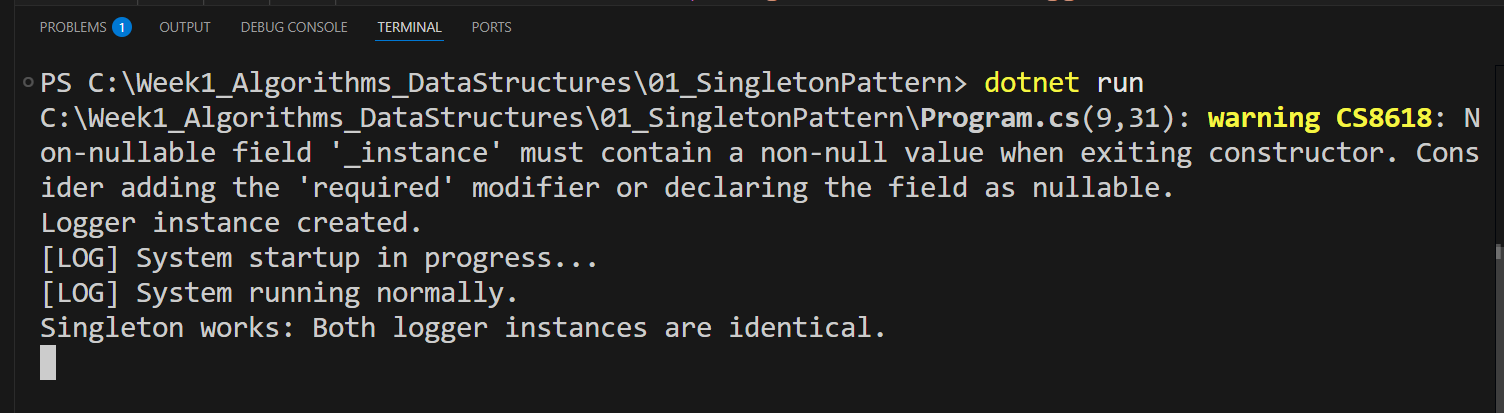 PROBLEMS 1 OUTPUT DEBUG CONSOLE TERMINAL PORTS
PS C:\Week1_Algorithms_DataStructures\01_SingletonPattern> dotnet run
C:\Week1_Algorithms_DataStructures\01_SingletonPattern\Program.cs(9,31): warning CS8618: N
on-nullable field '_instance' must contain a non-null value when exiting constructor. Cons
ider adding the 'required' modifier or declaring the field as nullable.
Logger instance created.
[LOG] System startup in progress...
[LOG] System running normally.
Singleton works: Both logger instances are identical.